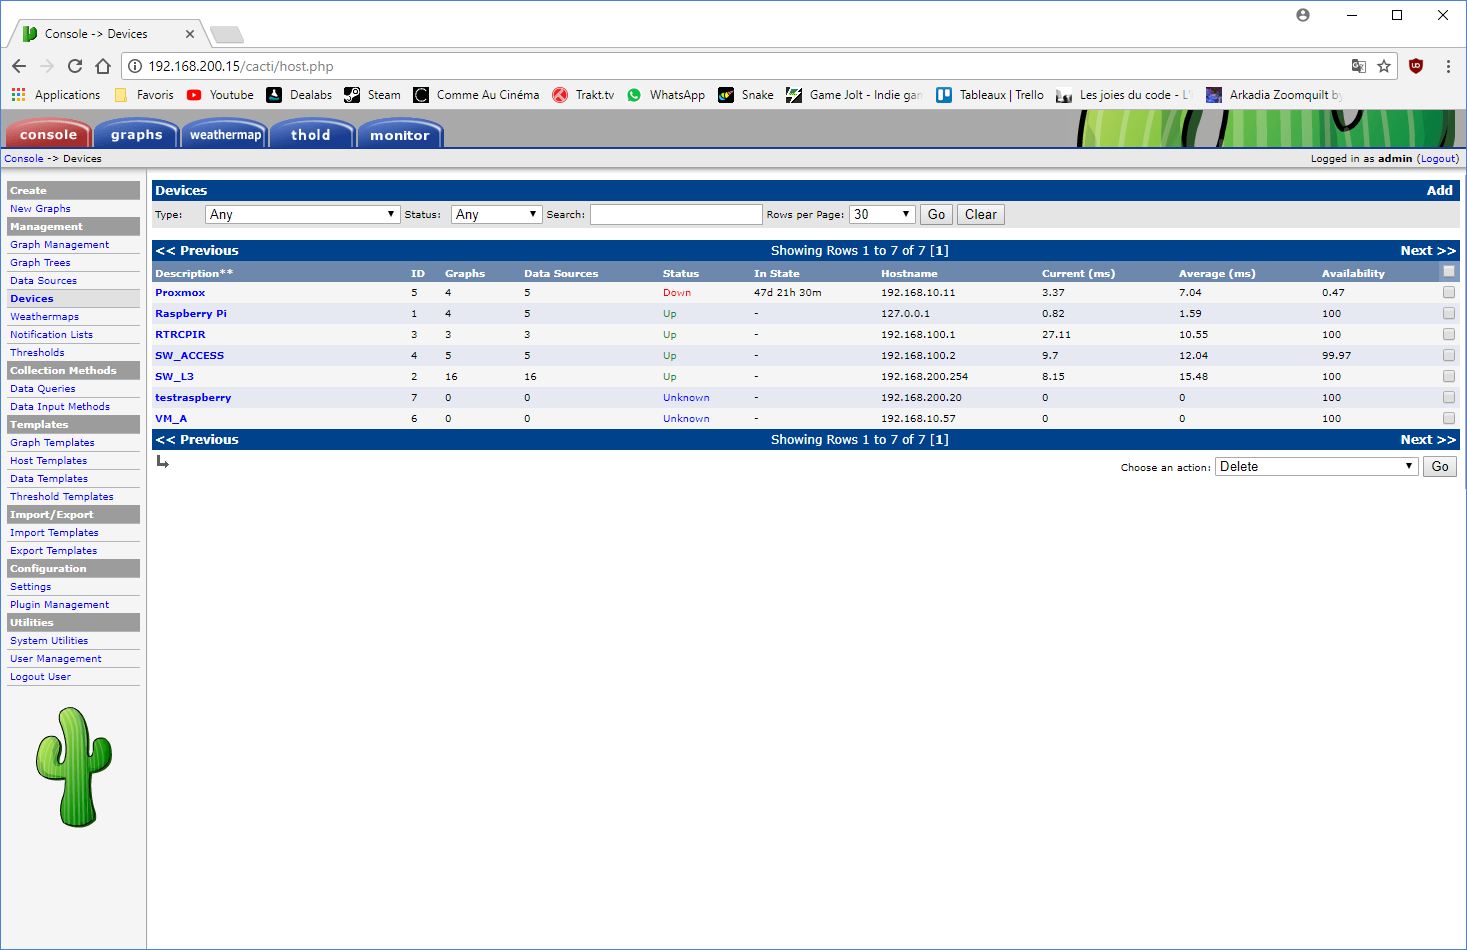 Console -> Devices
192.168.200.15/cacti/host.php
Applications Favoris Youtube Dealabs Steam Comme Au Cinéma Trakt.tv WhatsApp Snake Game Jolt - Indie gam Tableaux | Trello Les joies du code - L' Arkadia Zoomquilt by
console graphs weathermap thold monitor
Console -> Devices Logged in as admin (Logout)
Create
New Graphs
Management
Graph Management
Graph Trees
Data Sources
Devices
Weathermaps
Notification Lists
Thresholds
Collection Methods
Data Queries
Data Input Methods
Templates
Graph Templates
Host Templates
Data Templates
Threshold Templates
Import/Export
Import Templates
Export Templates
Configuration
Settings
Plugin Management
Utilities
System Utilities
User Management
Logout User
Devices Add
Type: Any Status: Any Search: Rows per Page: 30 Go Clear
<< Previous Showing Rows 1 to 7 of 7 [1] Next >>
Description** ID Graphs Data Sources Status In State Hostname Current (ms) Average (ms) Availability
Proxmox 5 4 5 Down 47d 21h 30m 192.168.10.11 3.37 7.04 0.47
Raspberry Pi 1 4 5 Up - 127.0.0.1 0.82 1.59 100
RTRCPIR 3 3 3 Up - 192.168.100.1 27.11 10.55 100
SW_ACCESS 4 5 5 Up - 192.168.100.2 9.7 12.04 99.97
SW_L3 2 16 16 Up - 192.168.200.254 8.15 15.48 100
testraspberry 7 0 0 Unknown - 192.168.200.20 0 0 100
VM_A 6 0 0 Unknown - 192.168.10.57 0 0 100
<< Previous Showing Rows 1 to 7 of 7 [1] Next >>
Choose an action: Delete Go